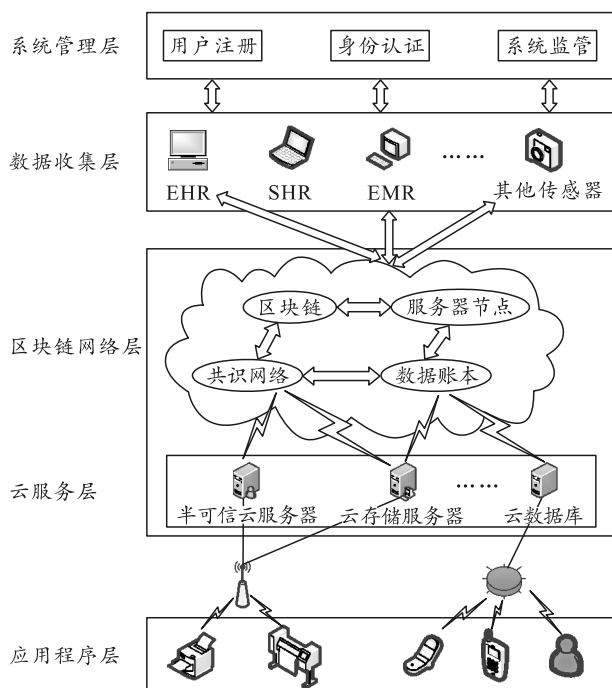 系统管理层 用户注册 身份认证 系统监管
数据收集层
EHR SHR EMR …… 其他传感器
区块链网络层
区块链 服务器节点
共识网络 数据账本
云服务层 ……
半可信云服务器 云存储服务器 云数据库
应用程序层